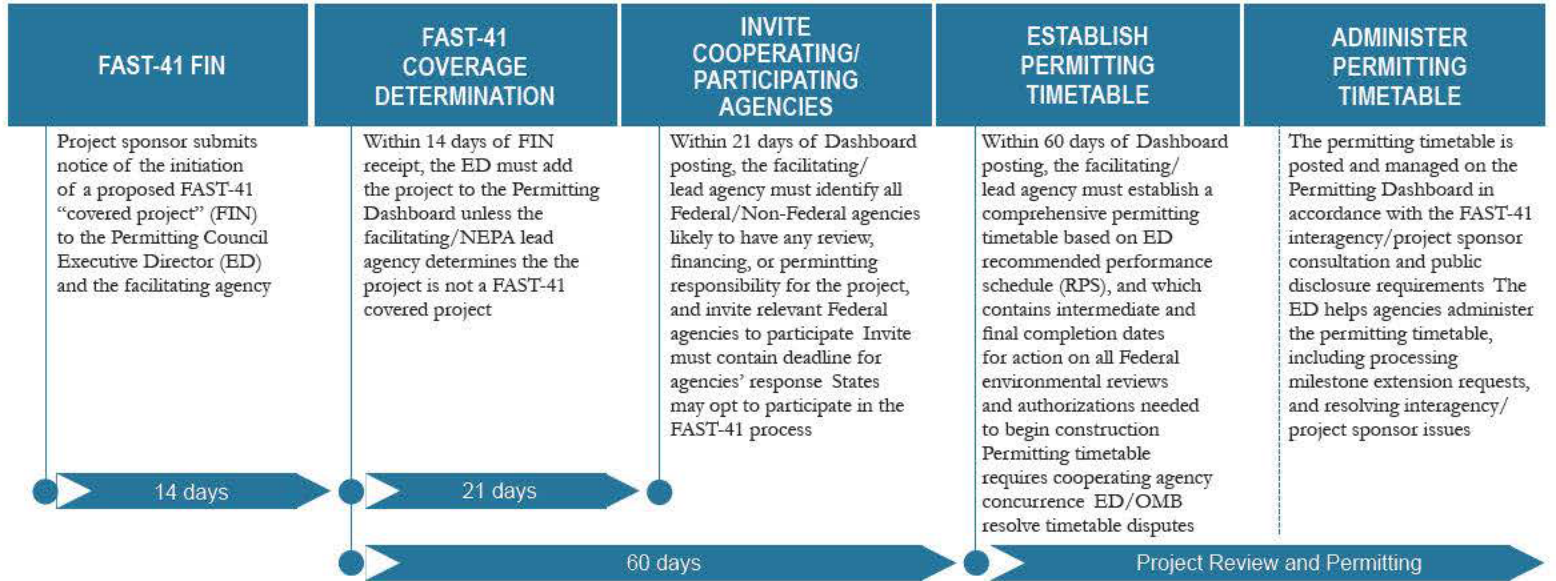 FAST-41 FIN
FAST-41
COVERAGE
DETERMINATION
INVITE
COOPERATING/
PARTICIPATING
AGENCIES
ESTABLISH
PERMITTING
TIMETABLE
ADMINISTER
PERMITTING
TIMETABLE
Project sponsor submits
notice of the initiation
of a proposed FAST-41
“covered project” (FIN)
to the Permitting Council
Executive Director (ED)
and the facilitating agency
Within 14 days of FIN
receipt, the ED must add
the project to the Permitting
Dashboard unless the
facilitating/NEPA lead
agency determines the the
project is not a FAST-41
covered project
Within 21 days of Dashboard
posting, the facilitating/
lead agency must identify all
Federal/Non-Federal agencies
likely to have any review,
financing, or permintting
responsibility for the project,
and invite relevant Federal
agencies to participate Invite
must contain deadline for
agencies’ response States
may opt to participate in the
FAST-41 process
Within 60 days of Dashboard
posting, the facilitating/
lead agency must establish a
comprehensive permitting
timetable based on ED
recommended performance
schedule (RPS), and which
contains intermediate and
final completion dates
for action on all Federal
environmental reviews
and authorizations needed
to begin construction
Permitting timetable
requires cooperating agency
concurrence ED/OMB
resolve timetable disputes
The permitting timetable is
posted and managed on the
Permitting Dashboard in
accordance with the FAST-41
interagency/project sponsor
consultation and public
disclosure requirements The
ED helps agencies administer
the permitting timetable,
including processing
milestone extension requests,
and resolving interagency/
project sponsor issues
14 days
21 days
60 days
Project Review and Permitting